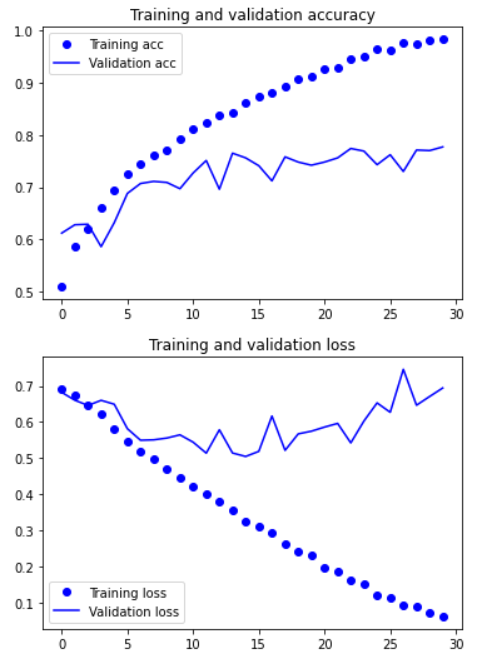 Training and validation accuracy
1.0
0.9
0.8
0.7
0.6
0.5
Training acc
Validation acc
0 5 10 15 20 25 30
Training and validation loss
0.7
0.6
0.5
0.4
0.3
0.2
0.1
Training loss
Validation loss
0 5 10 15 20 25 30